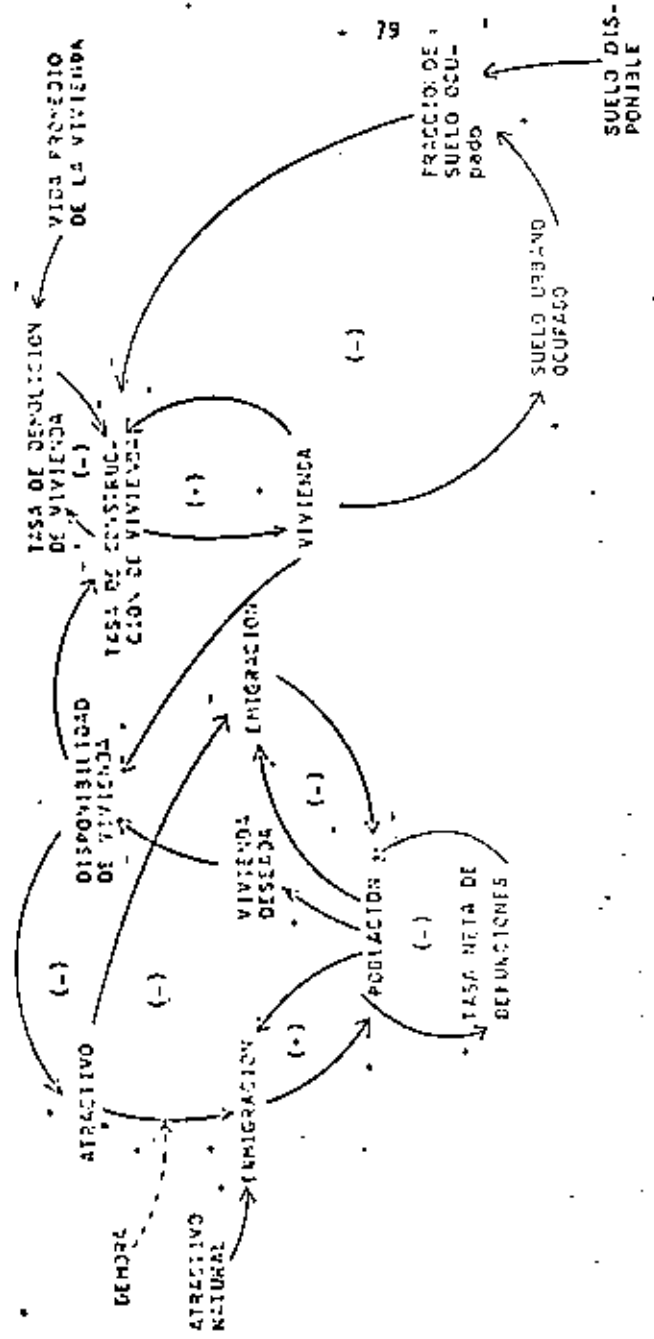 79
DEMORA
ATRACTIVO
NATURAL
ATRACTIVO
INMIGRACION
(-)
(-)
(+)
DISPONIBILIDAD
DE VIVIENDA
VIVIENDA
DESEADA
EMIGRACION
(-)
POBLACION
(-)
TASA NETA DE
DEFUNCIONES
TASA DE DEMOLICION
DE VIVIENDA
(-)
TASA DE CONSTRUC-
CION DE VIVIENDA
(+)
VIVIENDA
VIDA PROMEDIO
DE LA VIVIENDA
(-)
SUELO URBANO
OCUPADO
FRACCION DE
SUELO OCU-
pado
SUELO DIS-
PONIBLE